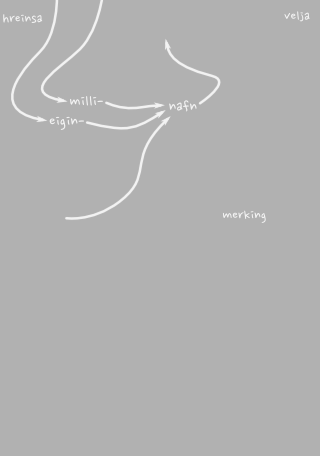 hreinsa
velja
milli-
nafn
eigin-
merking